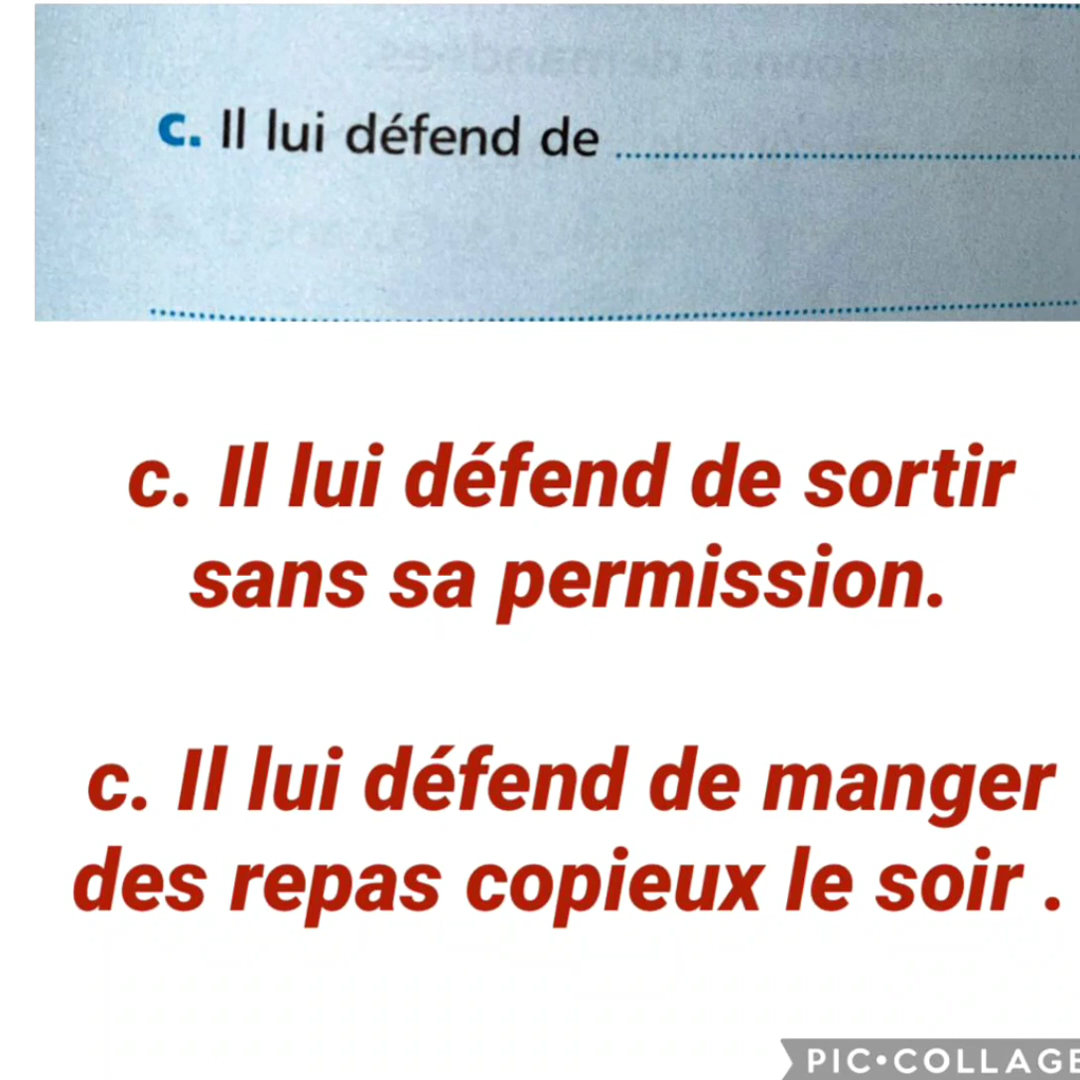 c. Il lui défend de
c. Il lui défend de sortir
sans sa permission.
c. Il lui défend de manger
des repas copieux le soir .
PIC•COLLAGE